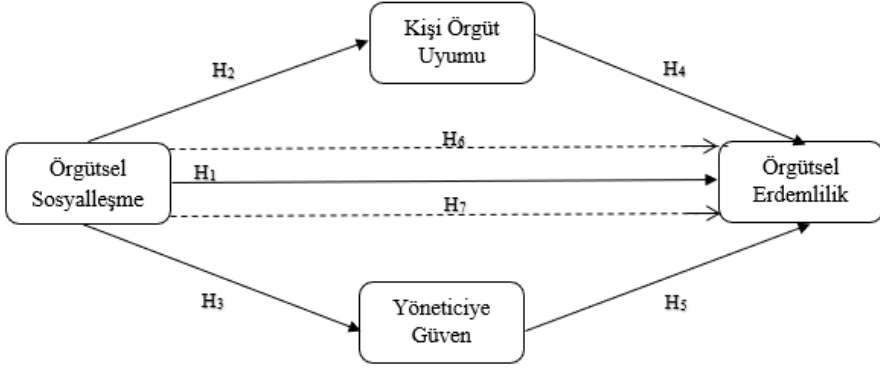 Kişi Örgüt
Uyumu
H₂
H₄
H₆
Örgütsel
Sosyalleşme
H₁
Örgütsel
Erdemlilik
H₇
H₃
H₅
Yöneticiye
Güven